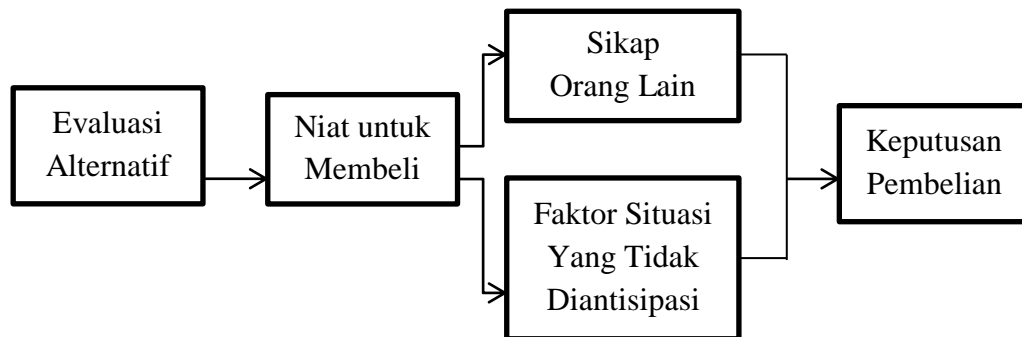 Evaluasi
Alternatif
Niat untuk
Membeli
Sikap
Orang Lain
Faktor Situasi
Yang Tidak
Diantisipasi
Keputusan
Pembelian